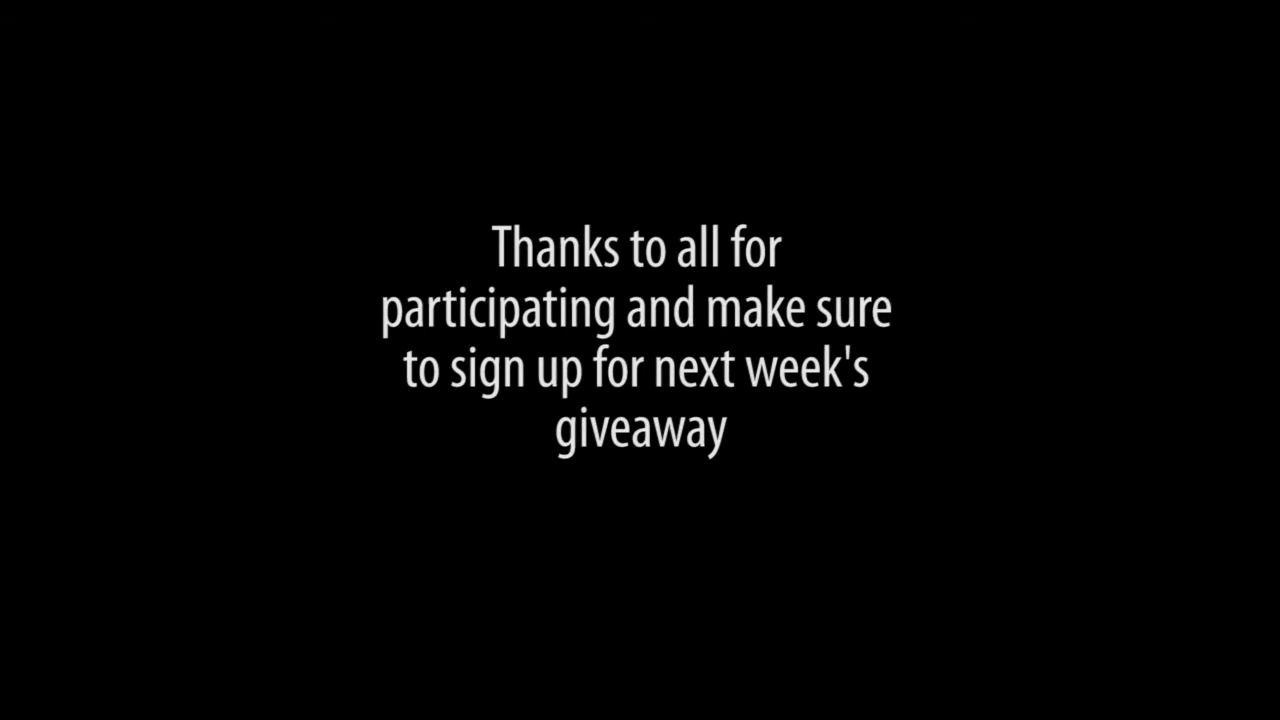 Thanks to all for
participating and make sure
to sign up for next week's
giveaway